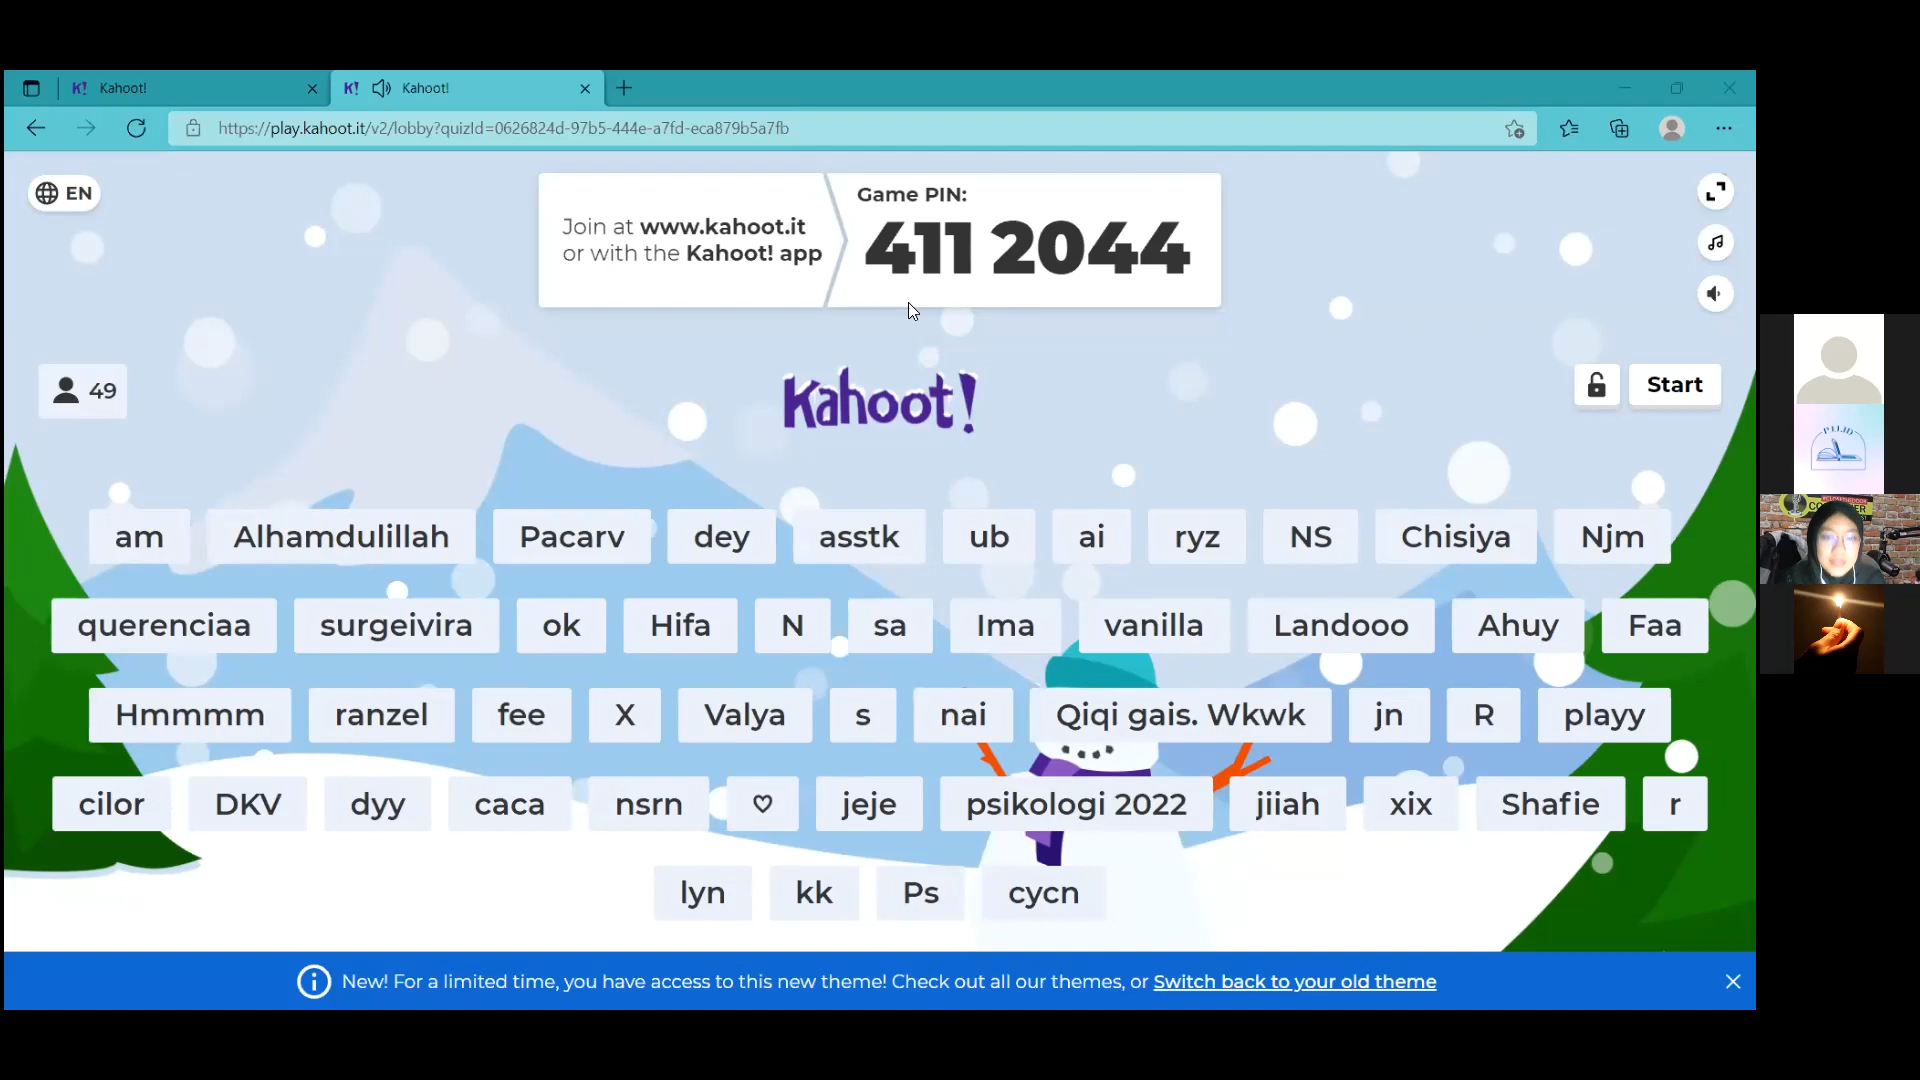 Kahoot!
Kahoot!
https://play.kahoot.it/v2/lobby?quizId=0626824d-97b5-444e-a7fd-eca879b5a7fb
EN
Join at www.kahoot.it
or with the Kahoot! app
Game PIN:
411 2044
49
Kahoot!
Start
am Alhamdulillah Pacarv dey asstk ub ai ryz NS Chisiya Njm
querenciaa surgeivira ok Hifa N sa Ima vanilla Landooo Ahuy Faa
Hmmmm ranzel fee X Valya s nai Qiqi gais. Wkwk jn R playy
cilor DKV dyy caca nsrn ♡ jeje psikologi 2022 jiiah xix Shafie r
lyn kk Ps cycn
New! For a limited time, you have access to this new theme! Check out all our themes, or Switch back to your old theme